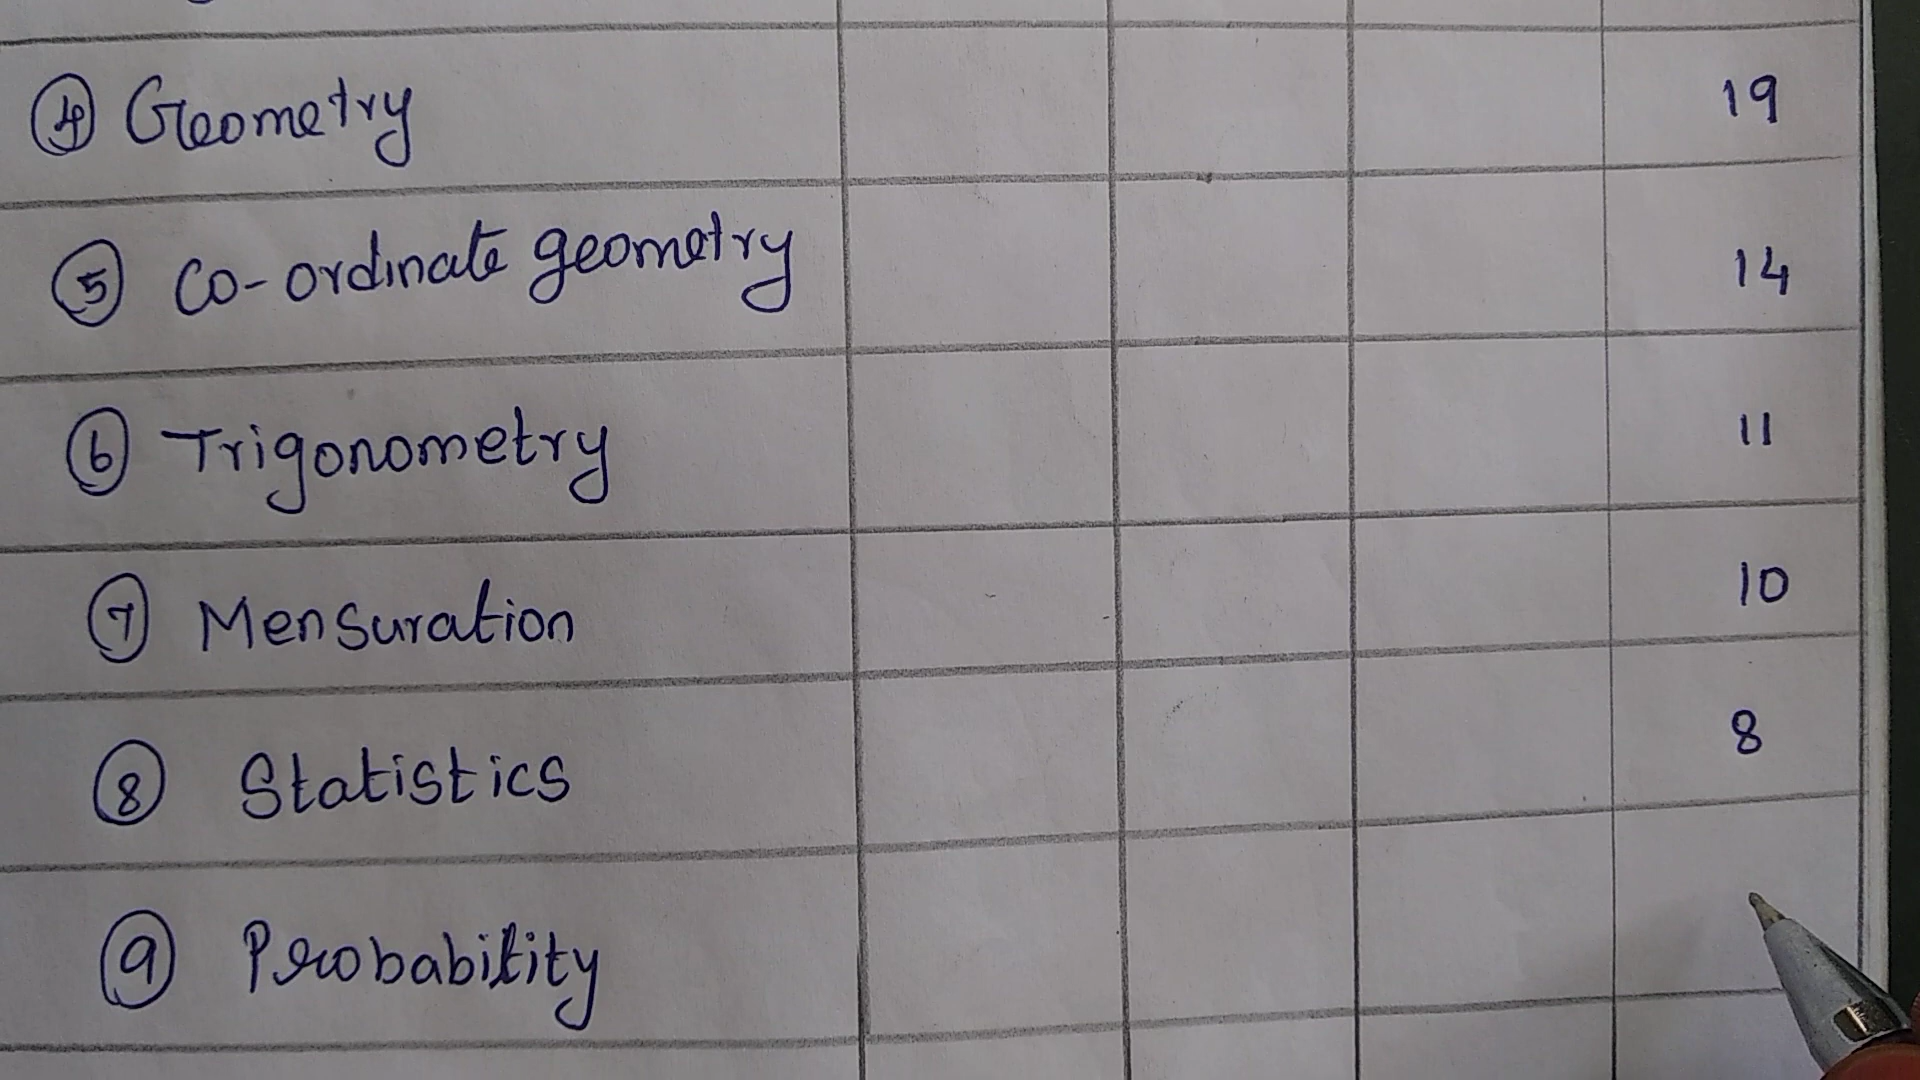 4 Geometry 19
5 Co-ordinate geometry 14
6 Trigonometry 11
7 Mensuration 10
8 Statistics 8
9 Probability